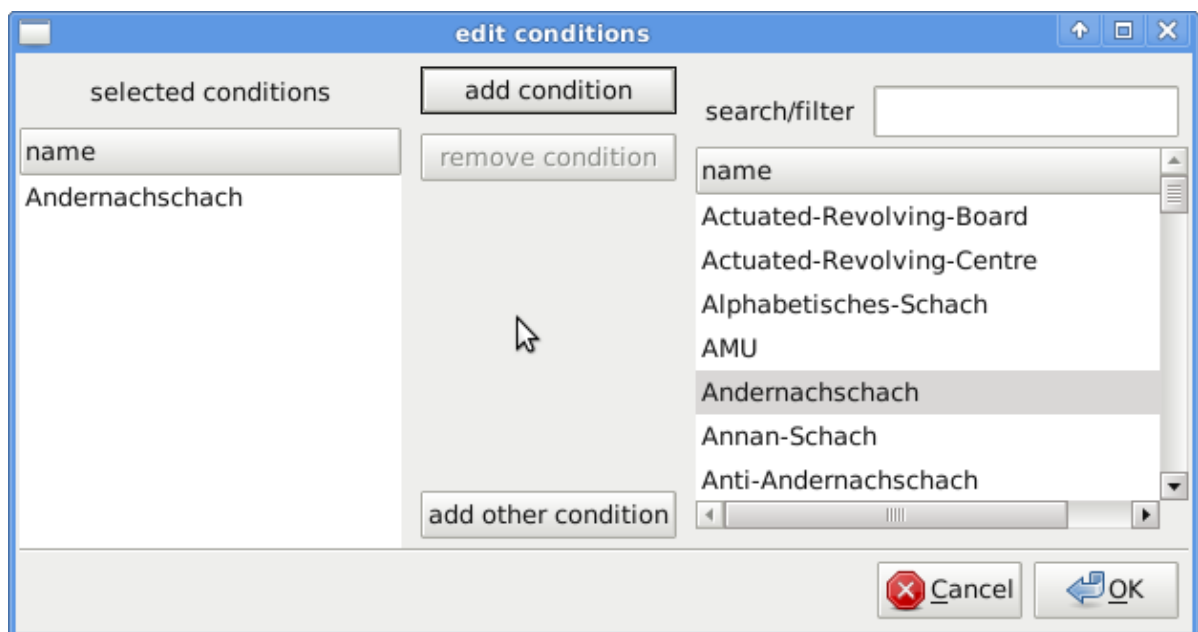 edit conditions
selected conditions
name
Andernachschach
add condition
remove condition
add other condition
search/filter
name
Actuated-Revolving-Board
Actuated-Revolving-Centre
Alphabetisches-Schach
AMU
Andernachschach
Annan-Schach
Anti-Andernachschach
Cancel
OK